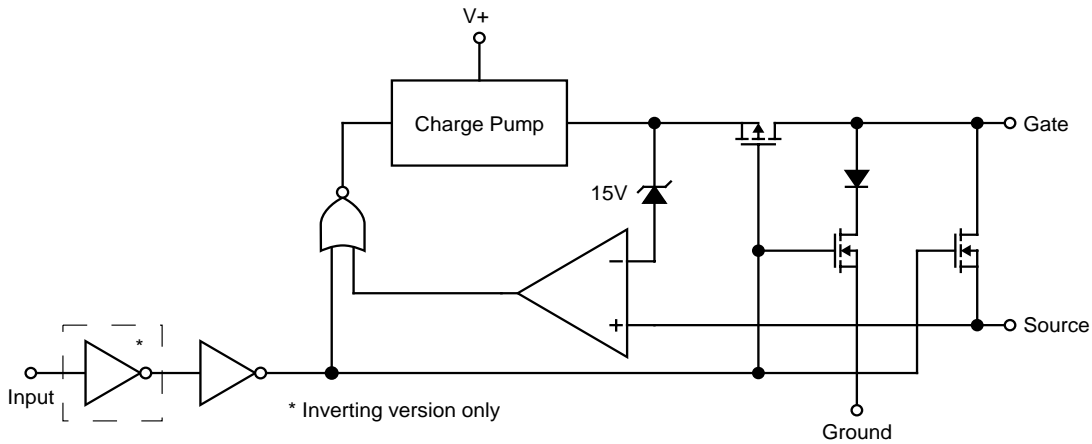 V+
Charge Pump
Gate
15V
−
+
Source
*
Input
* Inverting version only
Ground